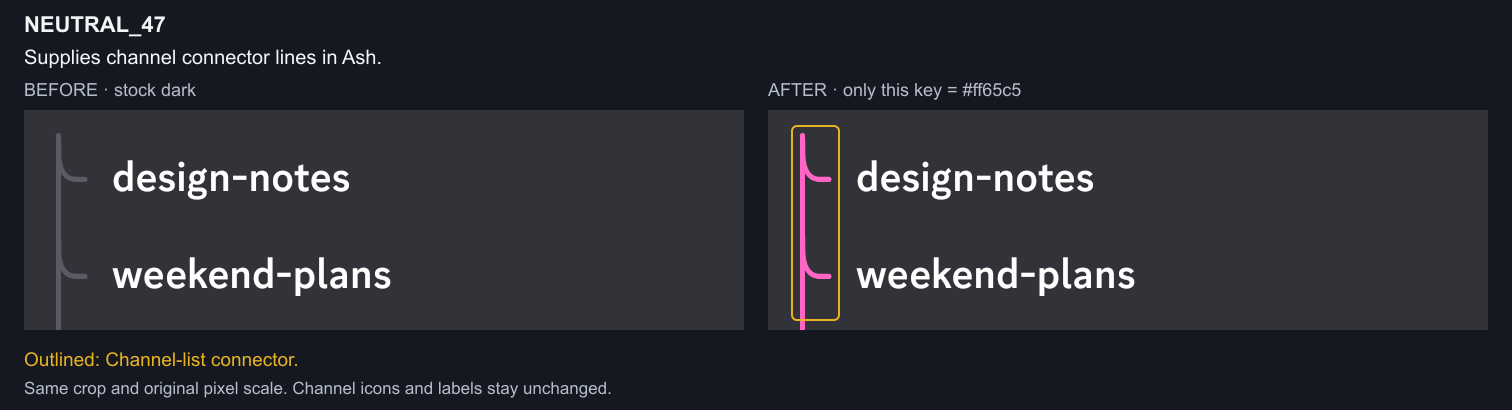 NEUTRAL_47
Supplies channel connector lines in Ash.
BEFORE · stock dark
AFTER · only this key = #ff65c5
design-notes
design-notes
weekend-plans
weekend-plans
Outlined: Channel-list connector.
Same crop and original pixel scale. Channel icons and labels stay unchanged.